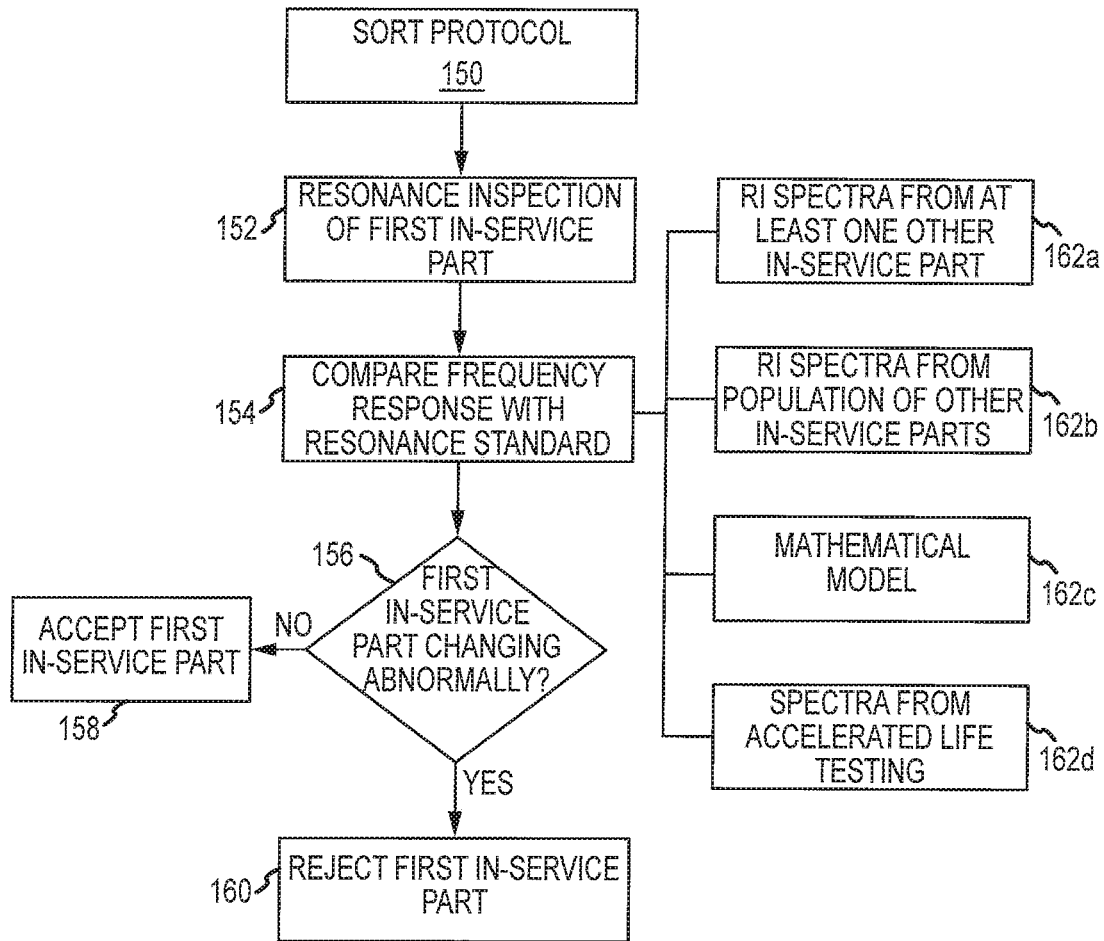 SORT PROTOCOL
150
152
RESONANCE INSPECTION
OF FIRST IN-SERVICE
PART
154
COMPARE FREQUENCY
RESPONSE WITH
RESONANCE STANDARD
RI SPECTRA FROM AT
LEAST ONE OTHER
IN-SERVICE PART
162a
RI SPECTRA FROM
POPULATION OF OTHER
IN-SERVICE PARTS
162b
MATHEMATICAL
MODEL
162c
SPECTRA FROM
ACCELERATED LIFE
TESTING
162d
156
FIRST
IN-SERVICE
PART CHANGING
ABNORMALLY?
NO
ACCEPT FIRST
IN-SERVICE PART
158
YES
160
REJECT FIRST IN-SERVICE
PART